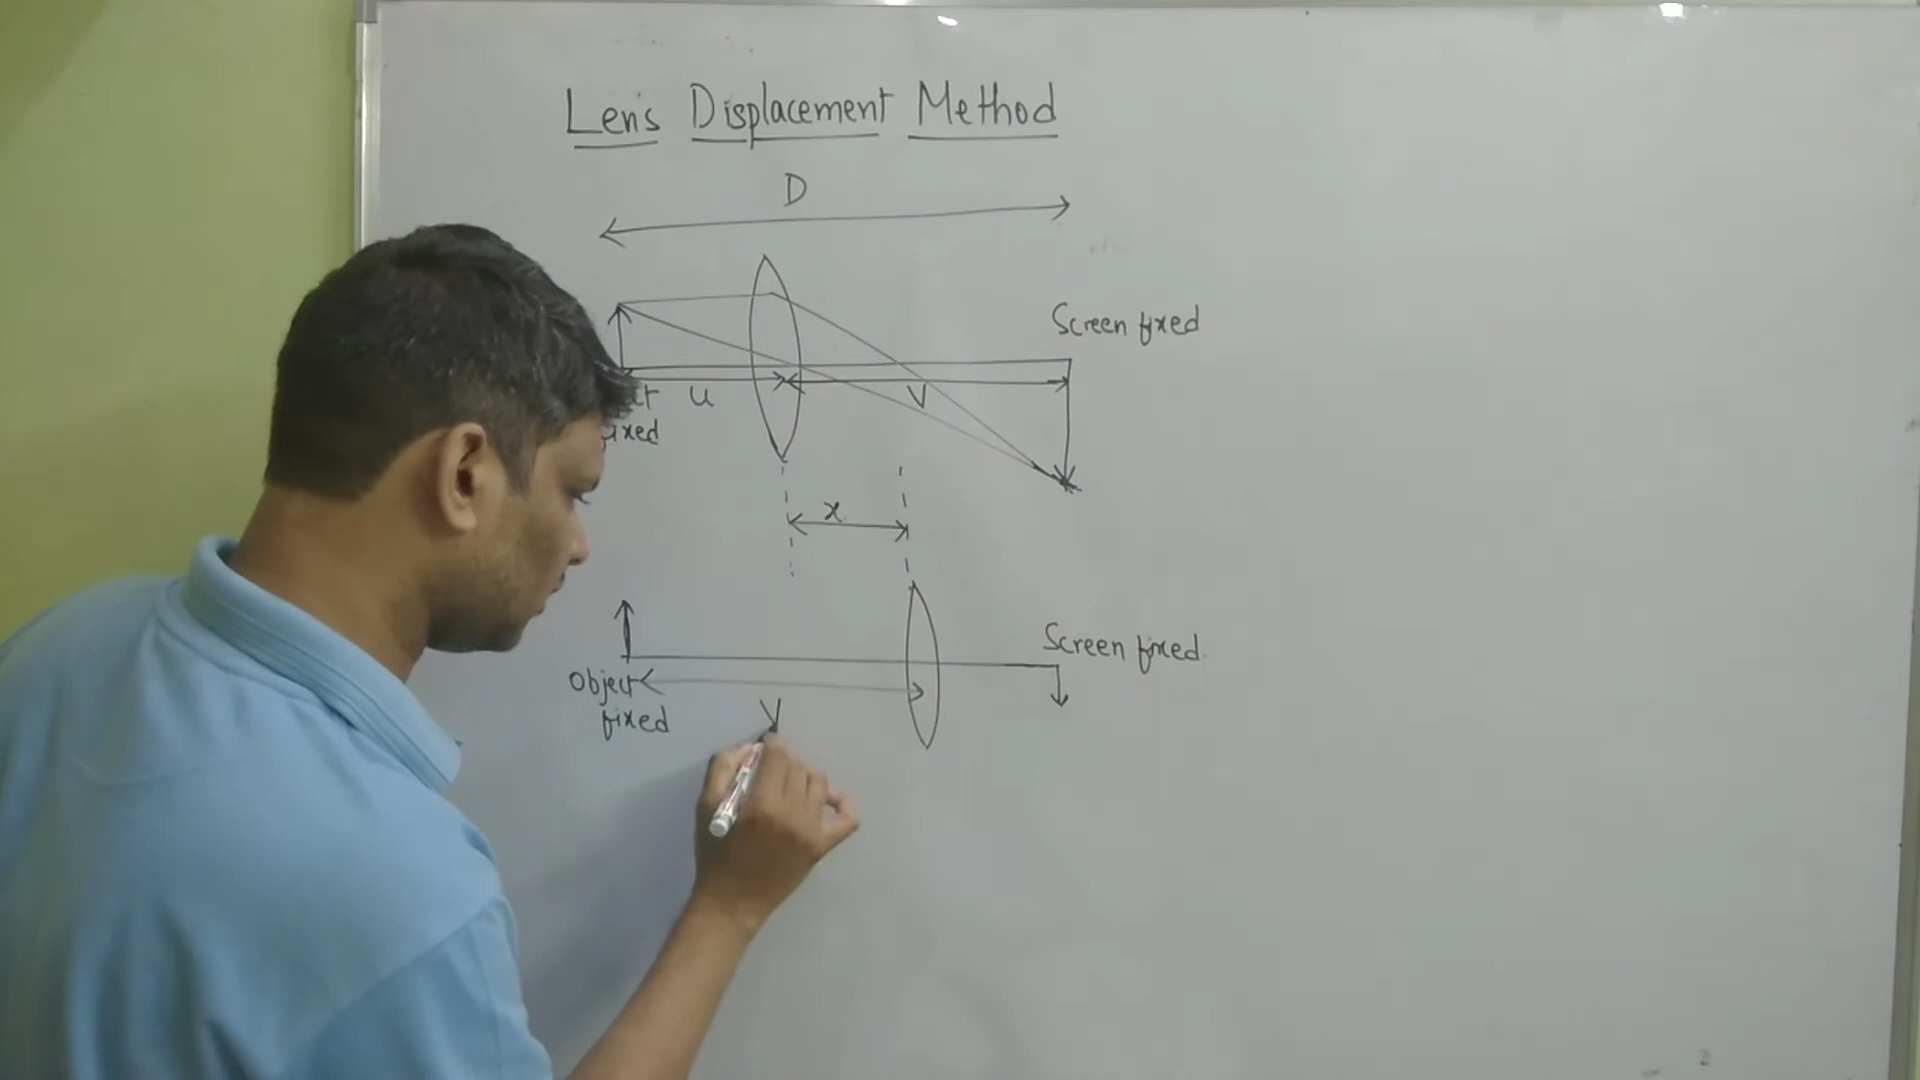 Lens Displacement Method
D
Screen fixed
u V
fixed
x
Screen fixed
Object
fixed
V